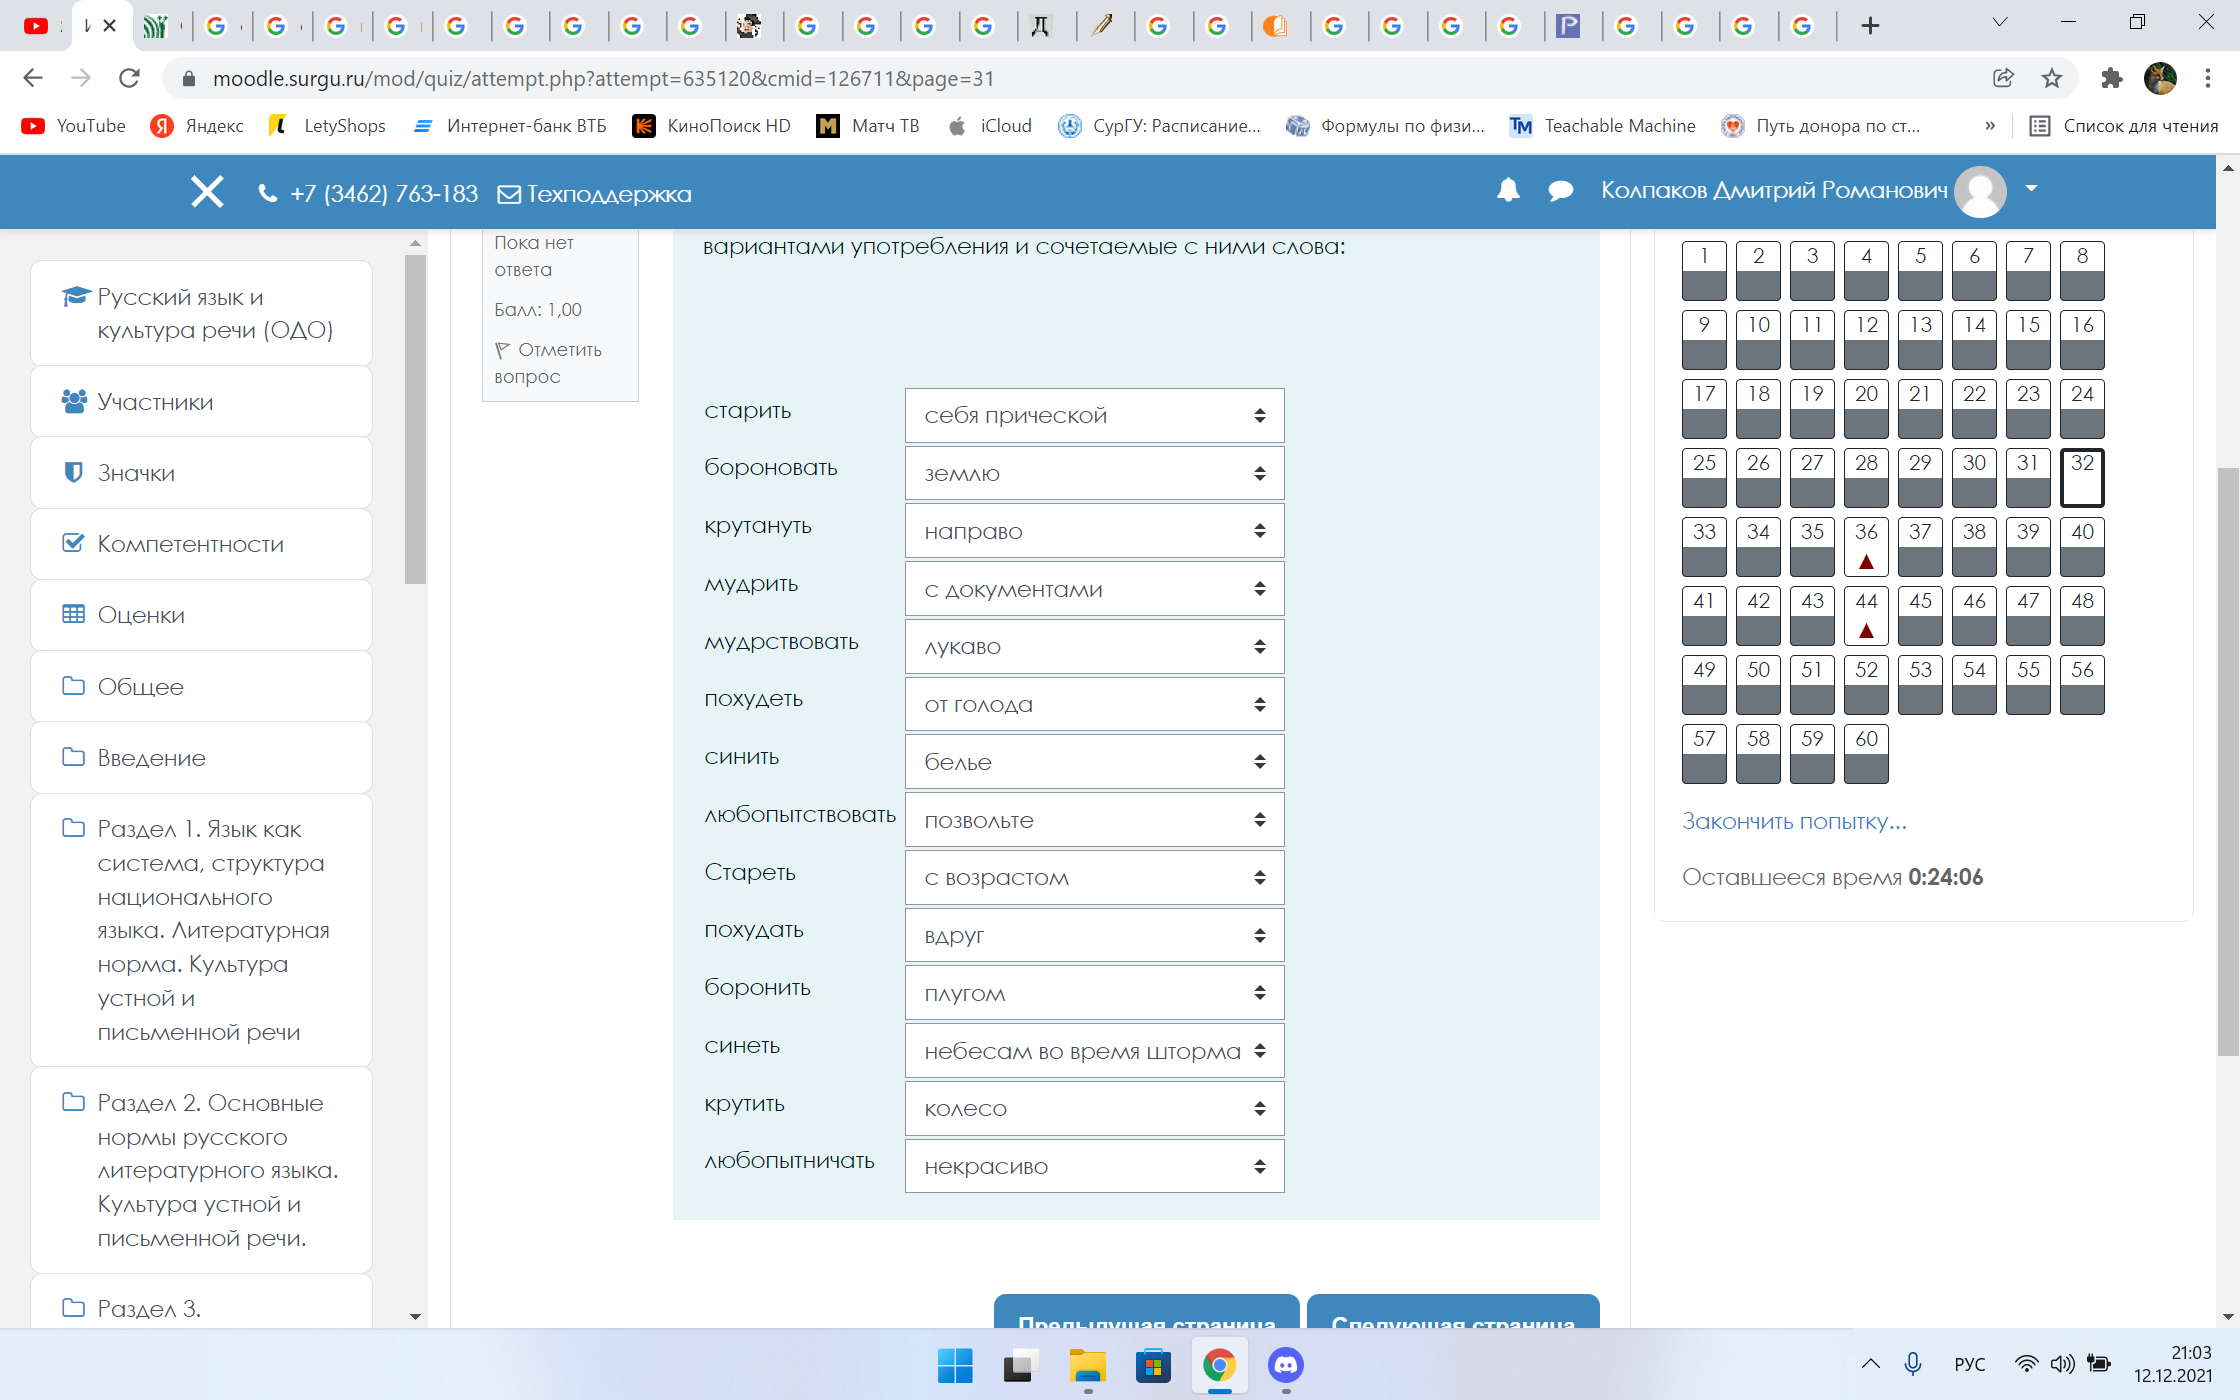 moodle.surgu.ru/mod/quiz/attempt.php?attempt=635120&cmid=126711&page=31
YouTube Яндекс LetyShops Интернет-банк ВТБ КиноПоиск HD Матч ТВ iCloud СурГУ: Расписание... Формулы по физи... Teachable Machine Путь донора по ст... » Список для чтения
+7 (3462) 763-183 Техподдержка Колпаков Дмитрий Романович
Русский язык и
культура речи (ОДО)
Участники
Значки
Компетентности
Оценки
Общее
Введение
Раздел 1. Язык как
система, структура
национального
языка. Литературная
норма. Культура
устной и
письменной речи
Раздел 2. Основные
нормы русского
литературного языка.
Культура устной и
письменной речи.
Раздел 3.
Пока нет
ответа
Балл: 1,00
Отметить
вопрос
вариантами употребления и сочетаемые с ними слова:
старить себя прической
бороновать землю
крутануть направо
мудрить с документами
мудрствовать лукаво
похудеть от голода
синить белье
любопытствовать позвольте
Стареть с возрастом
похудать вдруг
боронить плугом
синеть небесам во время шторма
крутить колесо
любопытничать некрасиво
Предыдущая страница Следующая страница
1 2 3 4 5 6 7 8
9 10 11 12 13 14 15 16
17 18 19 20 21 22 23 24
25 26 27 28 29 30 31 32
33 34 35 36 37 38 39 40
41 42 43 44 45 46 47 48
49 50 51 52 53 54 55 56
57 58 59 60
Закончить попытку...
Оставшееся время 0:24:06
РУС
21:03
12.12.2021